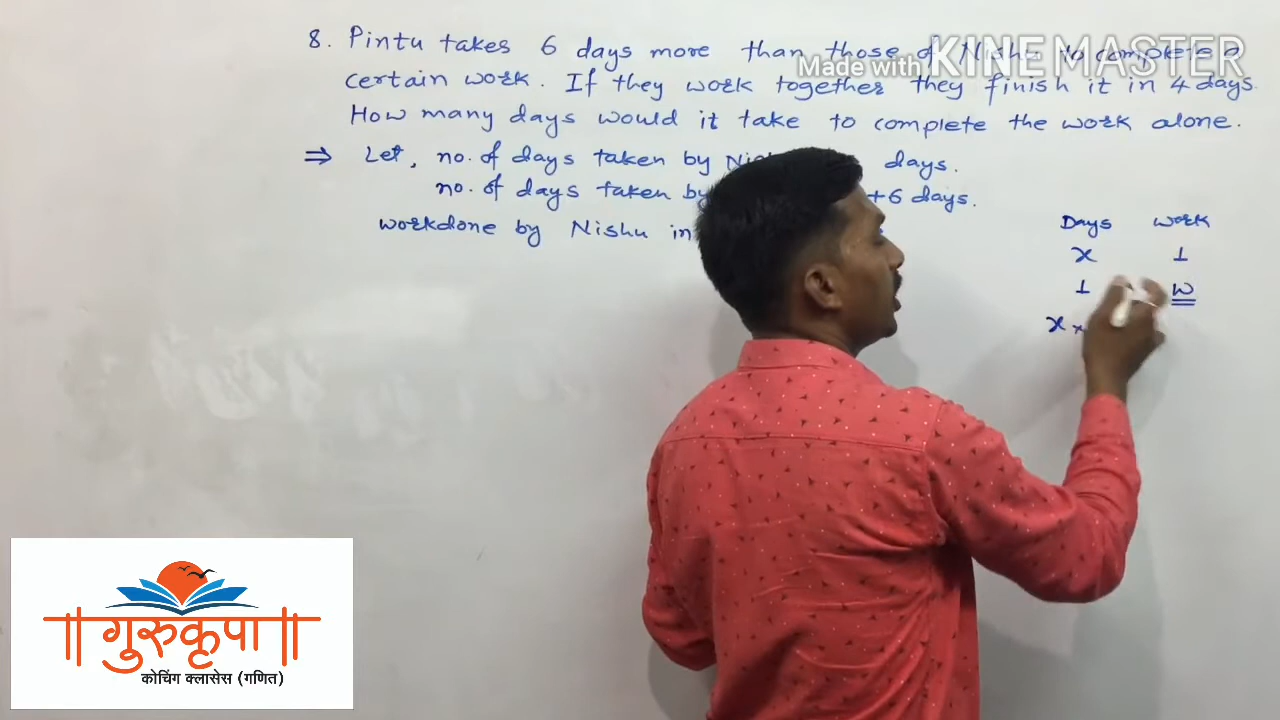 8. Pintu takes 6 days more than those of Nishu to complete a
certain work. If they work together they finish it in 4 days.
How many days would it take to complete the work alone.
⇒ Let, no. of days taken by days.
no. of days taken by +6 days.
workdone by Nishu in
Days work
x 1
1 w
x ×
Made with KINEMASTER
॥ गुरुकृपा ॥
कोचिंग क्लासेस (गणित)